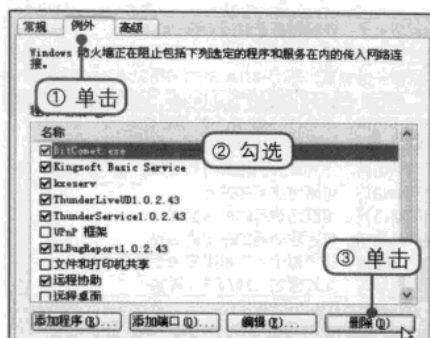 常规 例外 高级
Windows 防火墙正在阻止包括下列选定的程序和服务在内的传入网络连
接。
① 单击
名称
② 勾选
BitComet.exe
Kingsoft Basic Service
kxeserv
ThunderLiveUD1.0.2.43
ThunderService1.0.2.43
UPnP 框架
XLBugReport1.0.2.43
③ 单击
文件和打印机共享
远程协助
远程桌面
添加程序(R)... 添加端口(O)... 编辑(E)... 删除(D)